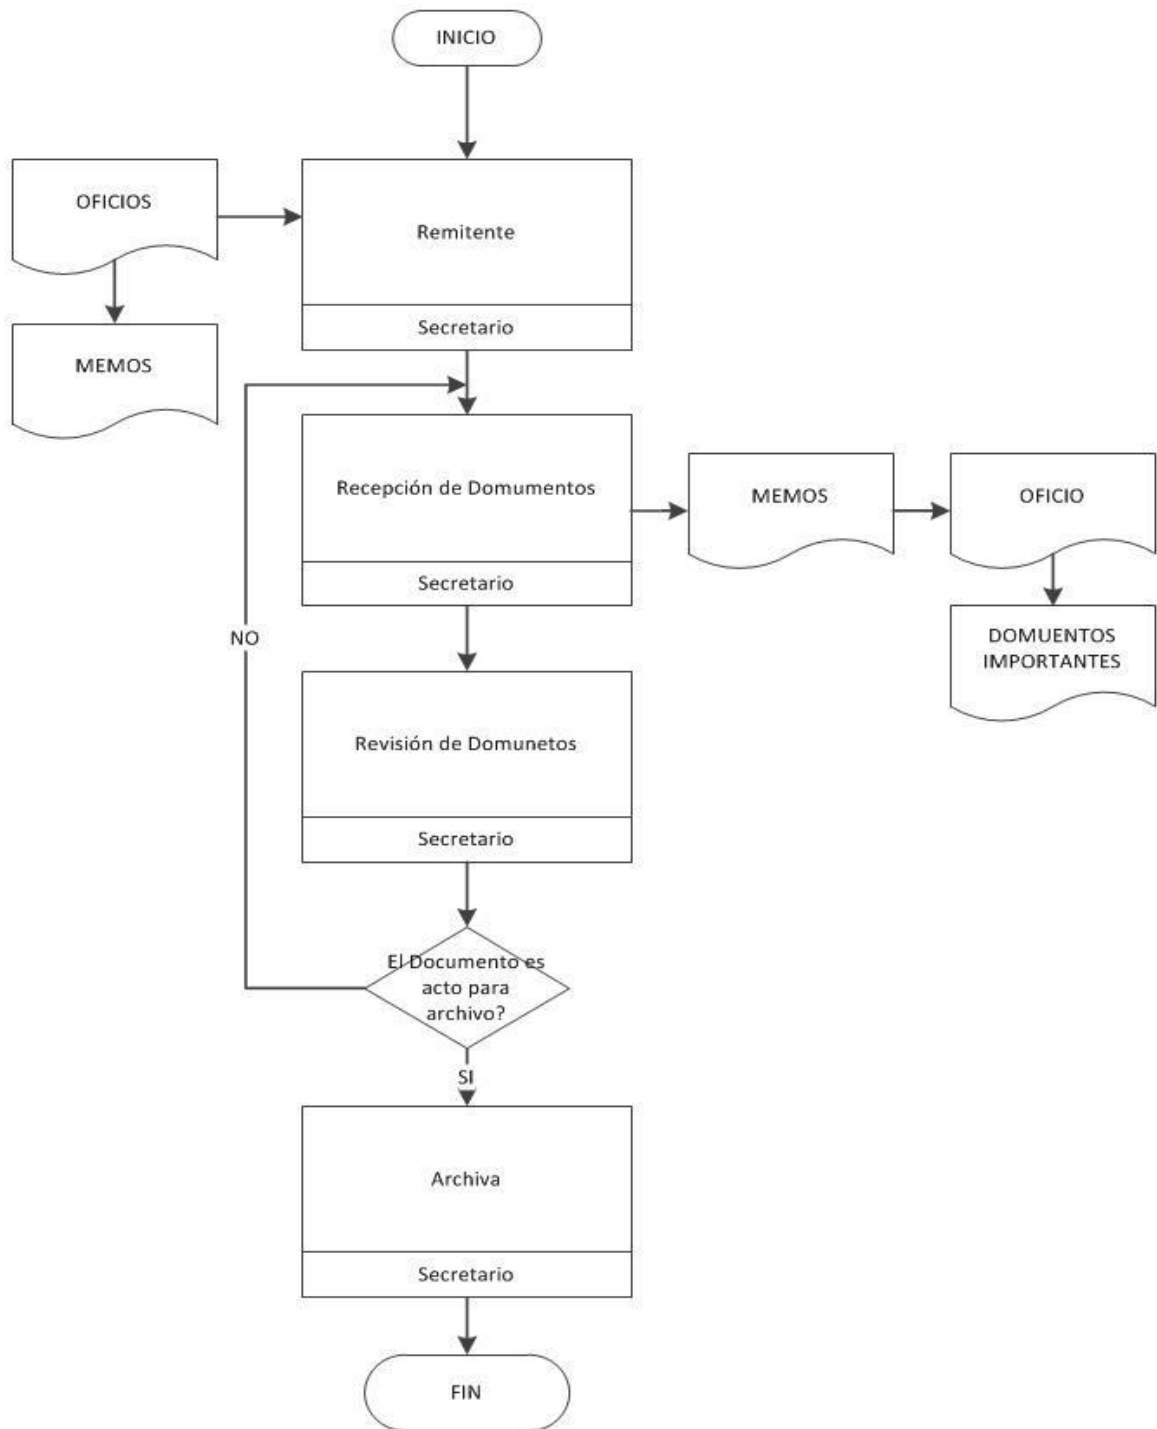 INICIO
OFICIOS
Remitente
Secretario
MEMOS
Recepción de Domumentos
Secretario
MEMOS
OFICIO
DOMUENTOS
IMPORTANTES
NO
Revisión de Domunetos
Secretario
El Documento es
acto para
archivo?
SI
Archiva
Secretario
FIN